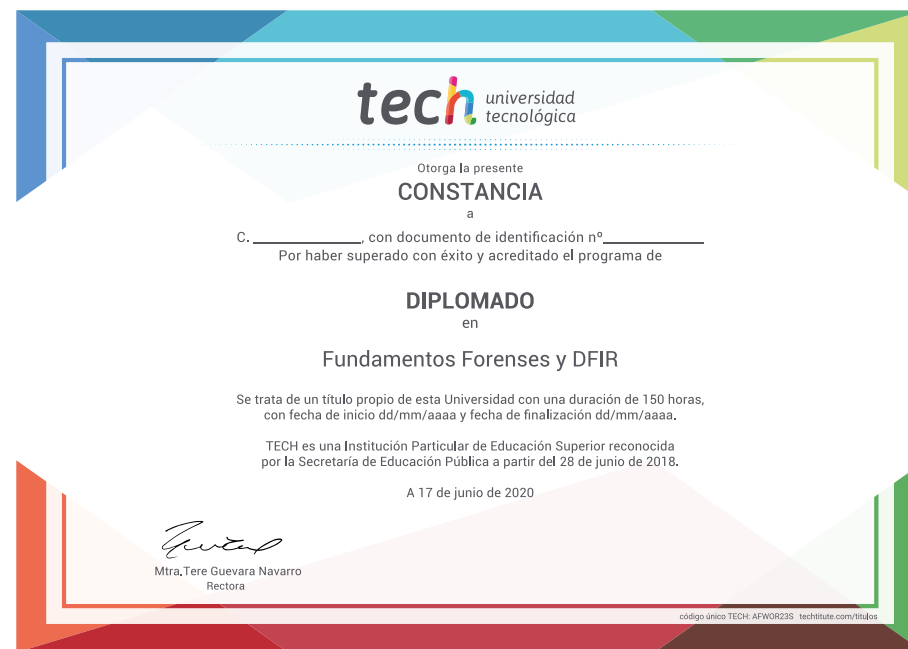 tech universidad
tecnológica
Otorga la presente
CONSTANCIA
a
C. ____________, con documento de identificación nº____________
Por haber superado con éxito y acreditado el programa de
DIPLOMADO
en
Fundamentos Forenses y DFIR
Se trata de un título propio de esta Universidad con una duración de 150 horas,
con fecha de inicio dd/mm/aaaa y fecha de finalización dd/mm/aaaa.
TECH es una Institución Particular de Educación Superior reconocida
por la Secretaría de Educación Pública a partir del 28 de junio de 2018.
A 17 de junio de 2020
Mtra.Tere Guevara Navarro
Rectora
código único TECH: AFWOR23S techtitute.com/titulos